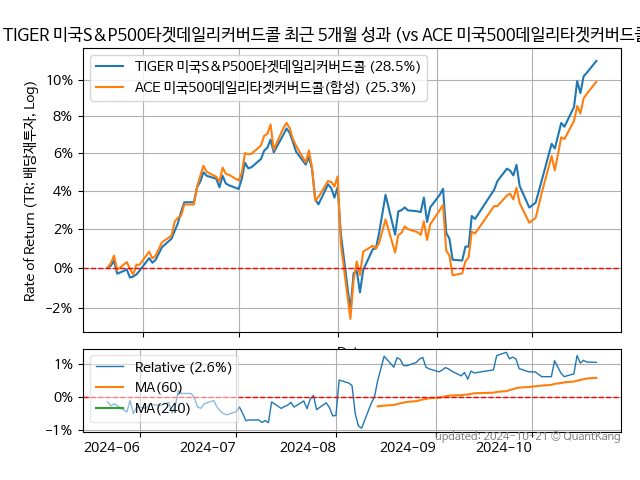 TIGER 미국S&P500타겟데일리커버드콜 최근 5개월 성과 (vs ACE 미국500데일리타겟커버드콜
Rate of Return (TR: 배당재투자, Log)
TIGER 미국S&P500타겟데일리커버드콜 (28.5%)
ACE 미국500데일리타겟커버드콜(합성) (25.3%)
10%
8%
6%
4%
2%
0%
−2%
Relative (2.6%)
MA(60)
MA(240)
1%
0%
−1%
2024−06
2024−07
2024−08
2024−09
2024−10
updated: 2024−10−21 © QuantKang